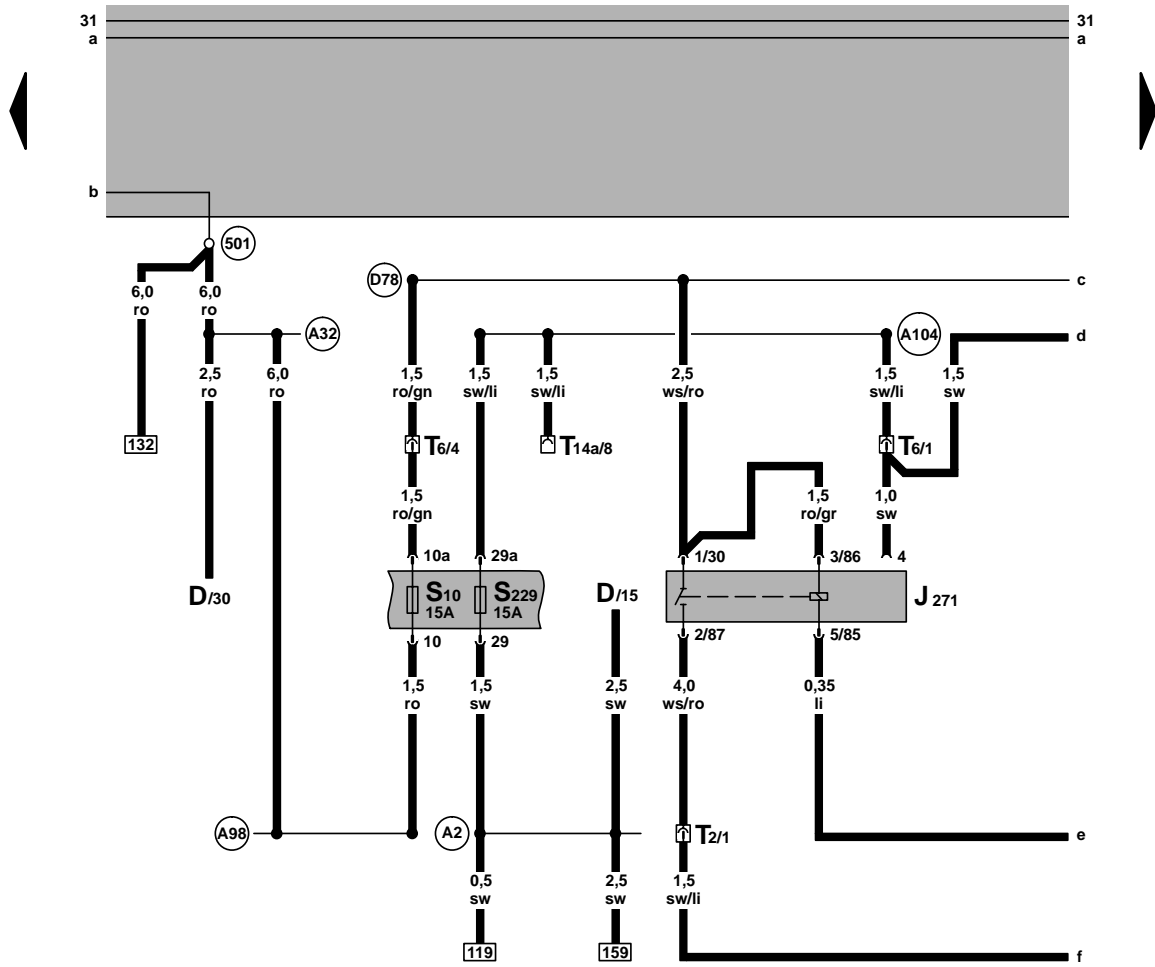 31 31
a a
b
501
D78 c
6,0 6,0
ro ro
A32 A104 d
2,5 6,0 1,5 1,5 1,5 2,5 1,5 1,5
ro ro ro/gn sw/li sw/li ws/ro sw/li sw
132 T6/4 T14a/8 T6/1
1,5 1,5 1,0
ro/gn ro/gr sw
10a 29a 1/30 3/86 4
D/30 S10 S229 D/15 J 271
15A 15A
10 29 2/87 5/85
1,5 1,5 2,5 4,0 0,35
ro sw sw ws/ro li
A98 A2 T2/1 e
0,5 2,5 1,5
sw sw sw/li
119 159 f